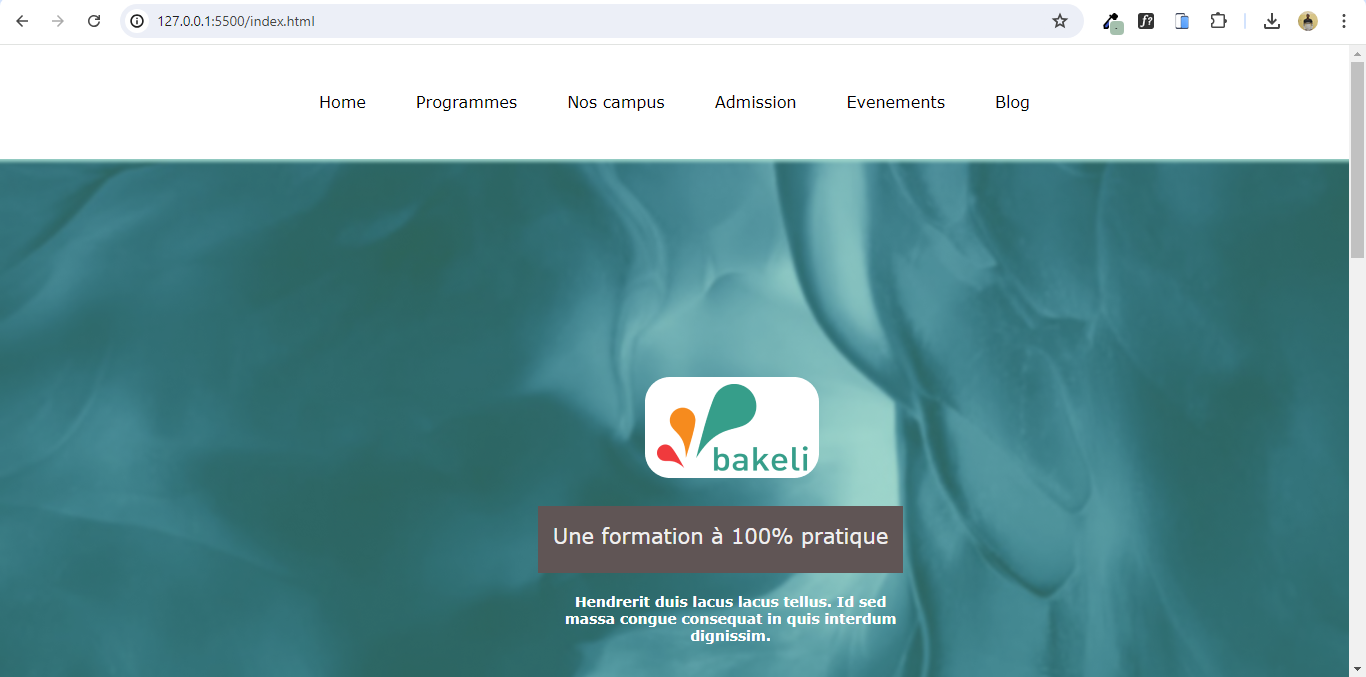 127.0.0.1:5500/index.html
f?
Home Programmes Nos campus Admission Evenements Blog
bakeli
Une formation à 100% pratique
Hendrerit duis lacus lacus tellus. Id sed
massa congue consequat in quis interdum
dignissim.